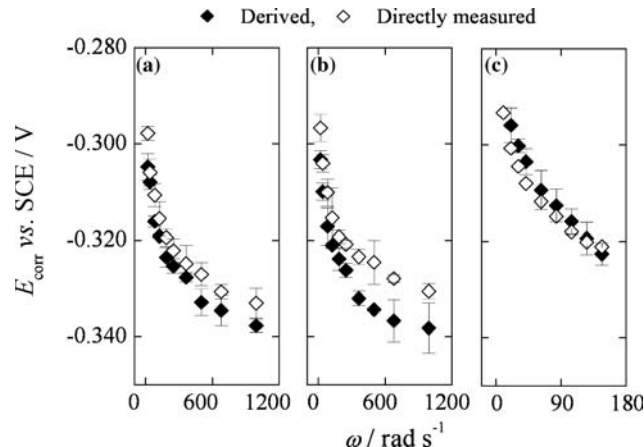 ◆ Derived, ◇ Directly measured
-0.280
(a) (b) (c)
-0.300
-0.320
-0.340
E_corr vs. SCE / V
0 600 1200 0 600 1200 0 90 180
ω / rad s⁻¹